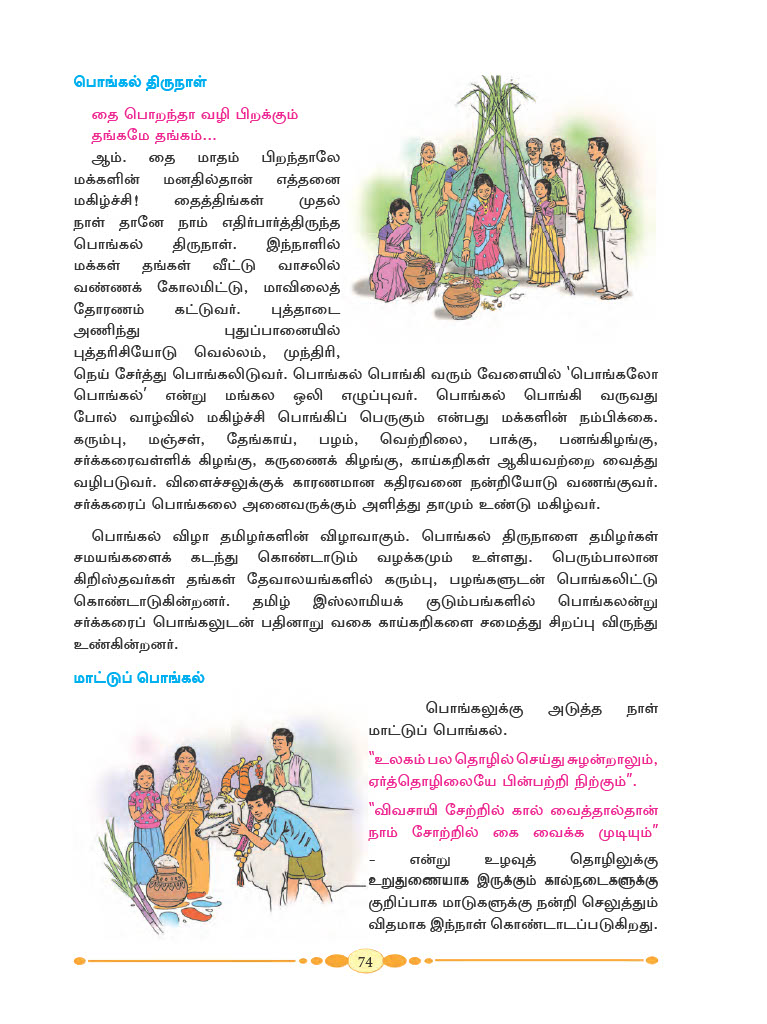 பொங்கல் திருநாள்
தை பொறந்தா வழி பிறக்கும்
தங்கமே தங்கம்...
ஆம். தை மாதம் பிறந்தாலே
மக்களின் மனதில்தான் எத்தனை
மகிழ்ச்சி! தைத்திங்கள் முதல்
நாள் தானே நாம் எதிர்பார்த்திருந்த
பொங்கல் திருநாள். இந்நாளில்
மக்கள் தங்கள் வீட்டு வாசலில்
வண்ணக் கோலமிட்டு, மாவிலைத்
தோரணம் கட்டுவர். புத்தாடை
அணிந்து புதுப்பானையில்
புத்தரிசியோடு வெல்லம், முந்திரி,
நெய் சேர்த்து பொங்கலிடுவர். பொங்கல் பொங்கி வரும் வேளையில் ‘பொங்கலோ
பொங்கல்’ என்று மங்கல ஒலி எழுப்புவர். பொங்கல் பொங்கி வருவது
போல் வாழ்வில் மகிழ்ச்சி பொங்கிப் பெருகும் என்பது மக்களின் நம்பிக்கை.
கரும்பு, மஞ்சள், தேங்காய், பழம், வெற்றிலை, பாக்கு, பனங்கிழங்கு,
சர்க்கரைவள்ளிக் கிழங்கு, கருணைக் கிழங்கு, காய்கறிகள் ஆகியவற்றை வைத்து
வழிபடுவர். விளைச்சலுக்குக் காரணமான கதிரவனை நன்றியோடு வணங்குவர்.
சர்க்கரைப் பொங்கலை அனைவருக்கும் அளித்து தாமும் உண்டு மகிழ்வர்.
பொங்கல் விழா தமிழர்களின் விழாவாகும். பொங்கல் திருநாளை தமிழர்கள்
சமயங்களைக் கடந்து கொண்டாடும் வழக்கமும் உள்ளது. பெரும்பாலான
கிறிஸ்தவர்கள் தங்கள் தேவாலயங்களில் கரும்பு, பழங்களுடன் பொங்கலிட்டு
கொண்டாடுகின்றனர். தமிழ் இஸ்லாமியக் குடும்பங்களில் பொங்கலன்று
சர்க்கரைப் பொங்கலுடன் பதினாறு வகை காய்கறிகளை சமைத்து சிறப்பு விருந்து
உண்கின்றனர்.
மாட்டுப் பொங்கல்
பொங்கலுக்கு அடுத்த நாள்
மாட்டுப் பொங்கல்.
“உலகம் பல தொழில் செய்து சுழன்றாலும்,
ஏர்த்தொழிலையே பின்பற்றி நிற்கும்”.
“விவசாயி சேற்றில் கால் வைத்தால்தான்
நாம் சோற்றில் கை வைக்க முடியும்”
– என்று உழவுத் தொழிலுக்கு
உறுதுணையாக இருக்கும் கால்நடைகளுக்கு
குறிப்பாக மாடுகளுக்கு நன்றி செலுத்தும்
விதமாக இந்நாள் கொண்டாடப்படுகிறது.
74